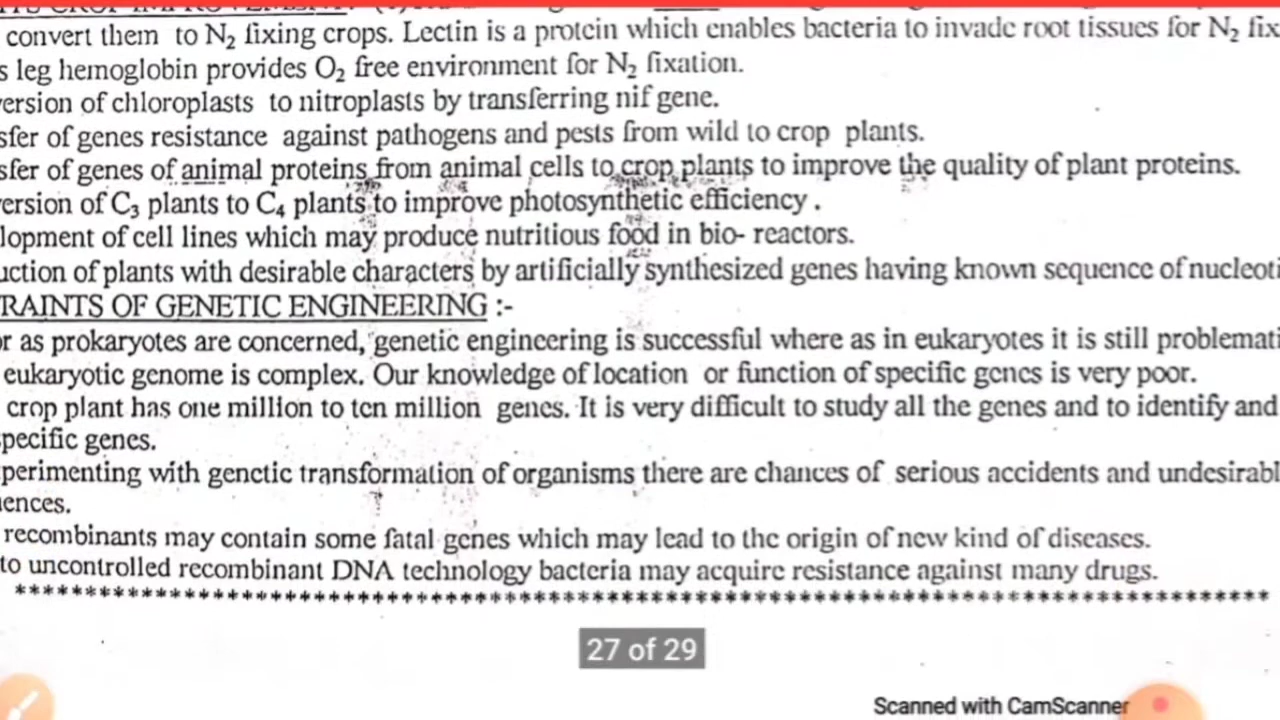 convert them to N₂ fixing crops. Lectin is a protein which enables bacteria to invade root tissues for N₂ fix
s leg hemoglobin provides O₂ free environment for N₂ fixation.
ersion of chloroplasts to nitroplasts by transferring nif gene.
sfer of genes resistance against pathogens and pests from wild to crop plants.
sfer of genes of animal proteins from animal cells to crop plants to improve the quality of plant proteins.
ersion of C₃ plants to C₄ plants to improve photosynthetic efficiency .
lopment of cell lines which may produce nutritious food in bio- reactors.
uction of plants with desirable characters by artificially synthesized genes having known sequence of nucleoti
RAINTS OF GENETIC ENGINEERING :-
r as prokaryotes are concerned, genetic engineering is successful where as in eukaryotes it is still problemati
eukaryotic genome is complex. Our knowledge of location or function of specific genes is very poor.
crop plant has one million to ten million genes. It is very difficult to study all the genes and to identify and
pecific genes.
perimenting with genetic transformation of organisms there are chances of serious accidents and undesirabl
ences.
recombinants may contain some fatal genes which may lead to the origin of new kind of diseases.
to uncontrolled recombinant DNA technology bacteria may acquire resistance against many drugs.
27 of 29
Scanned with CamScanner